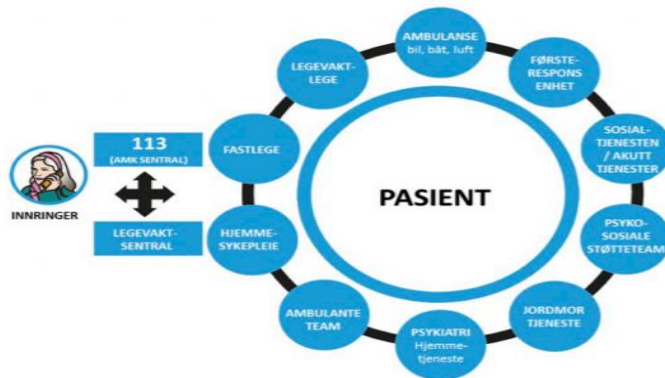 AMBULANSE
bil, båt, luft
LEGEVAKT-
LEGE
FØRSTE-
RESPONS
ENHET
113
(AMK SENTRAL)
FASTLEGE
SOSIAL-
TJENESTEN
/ AKUTT
TJENESTER
INNRINGER
PASIENT
LEGEVAKT-
SENTRAL
HJEMME-
SYKEPLEIE
PSYKO-
SOSIALE
STØTTETEAM
AMBULANTE
TEAM
JORDMOR
TJENESTE
PSYKIATRI
Hjemme-
tjeneste